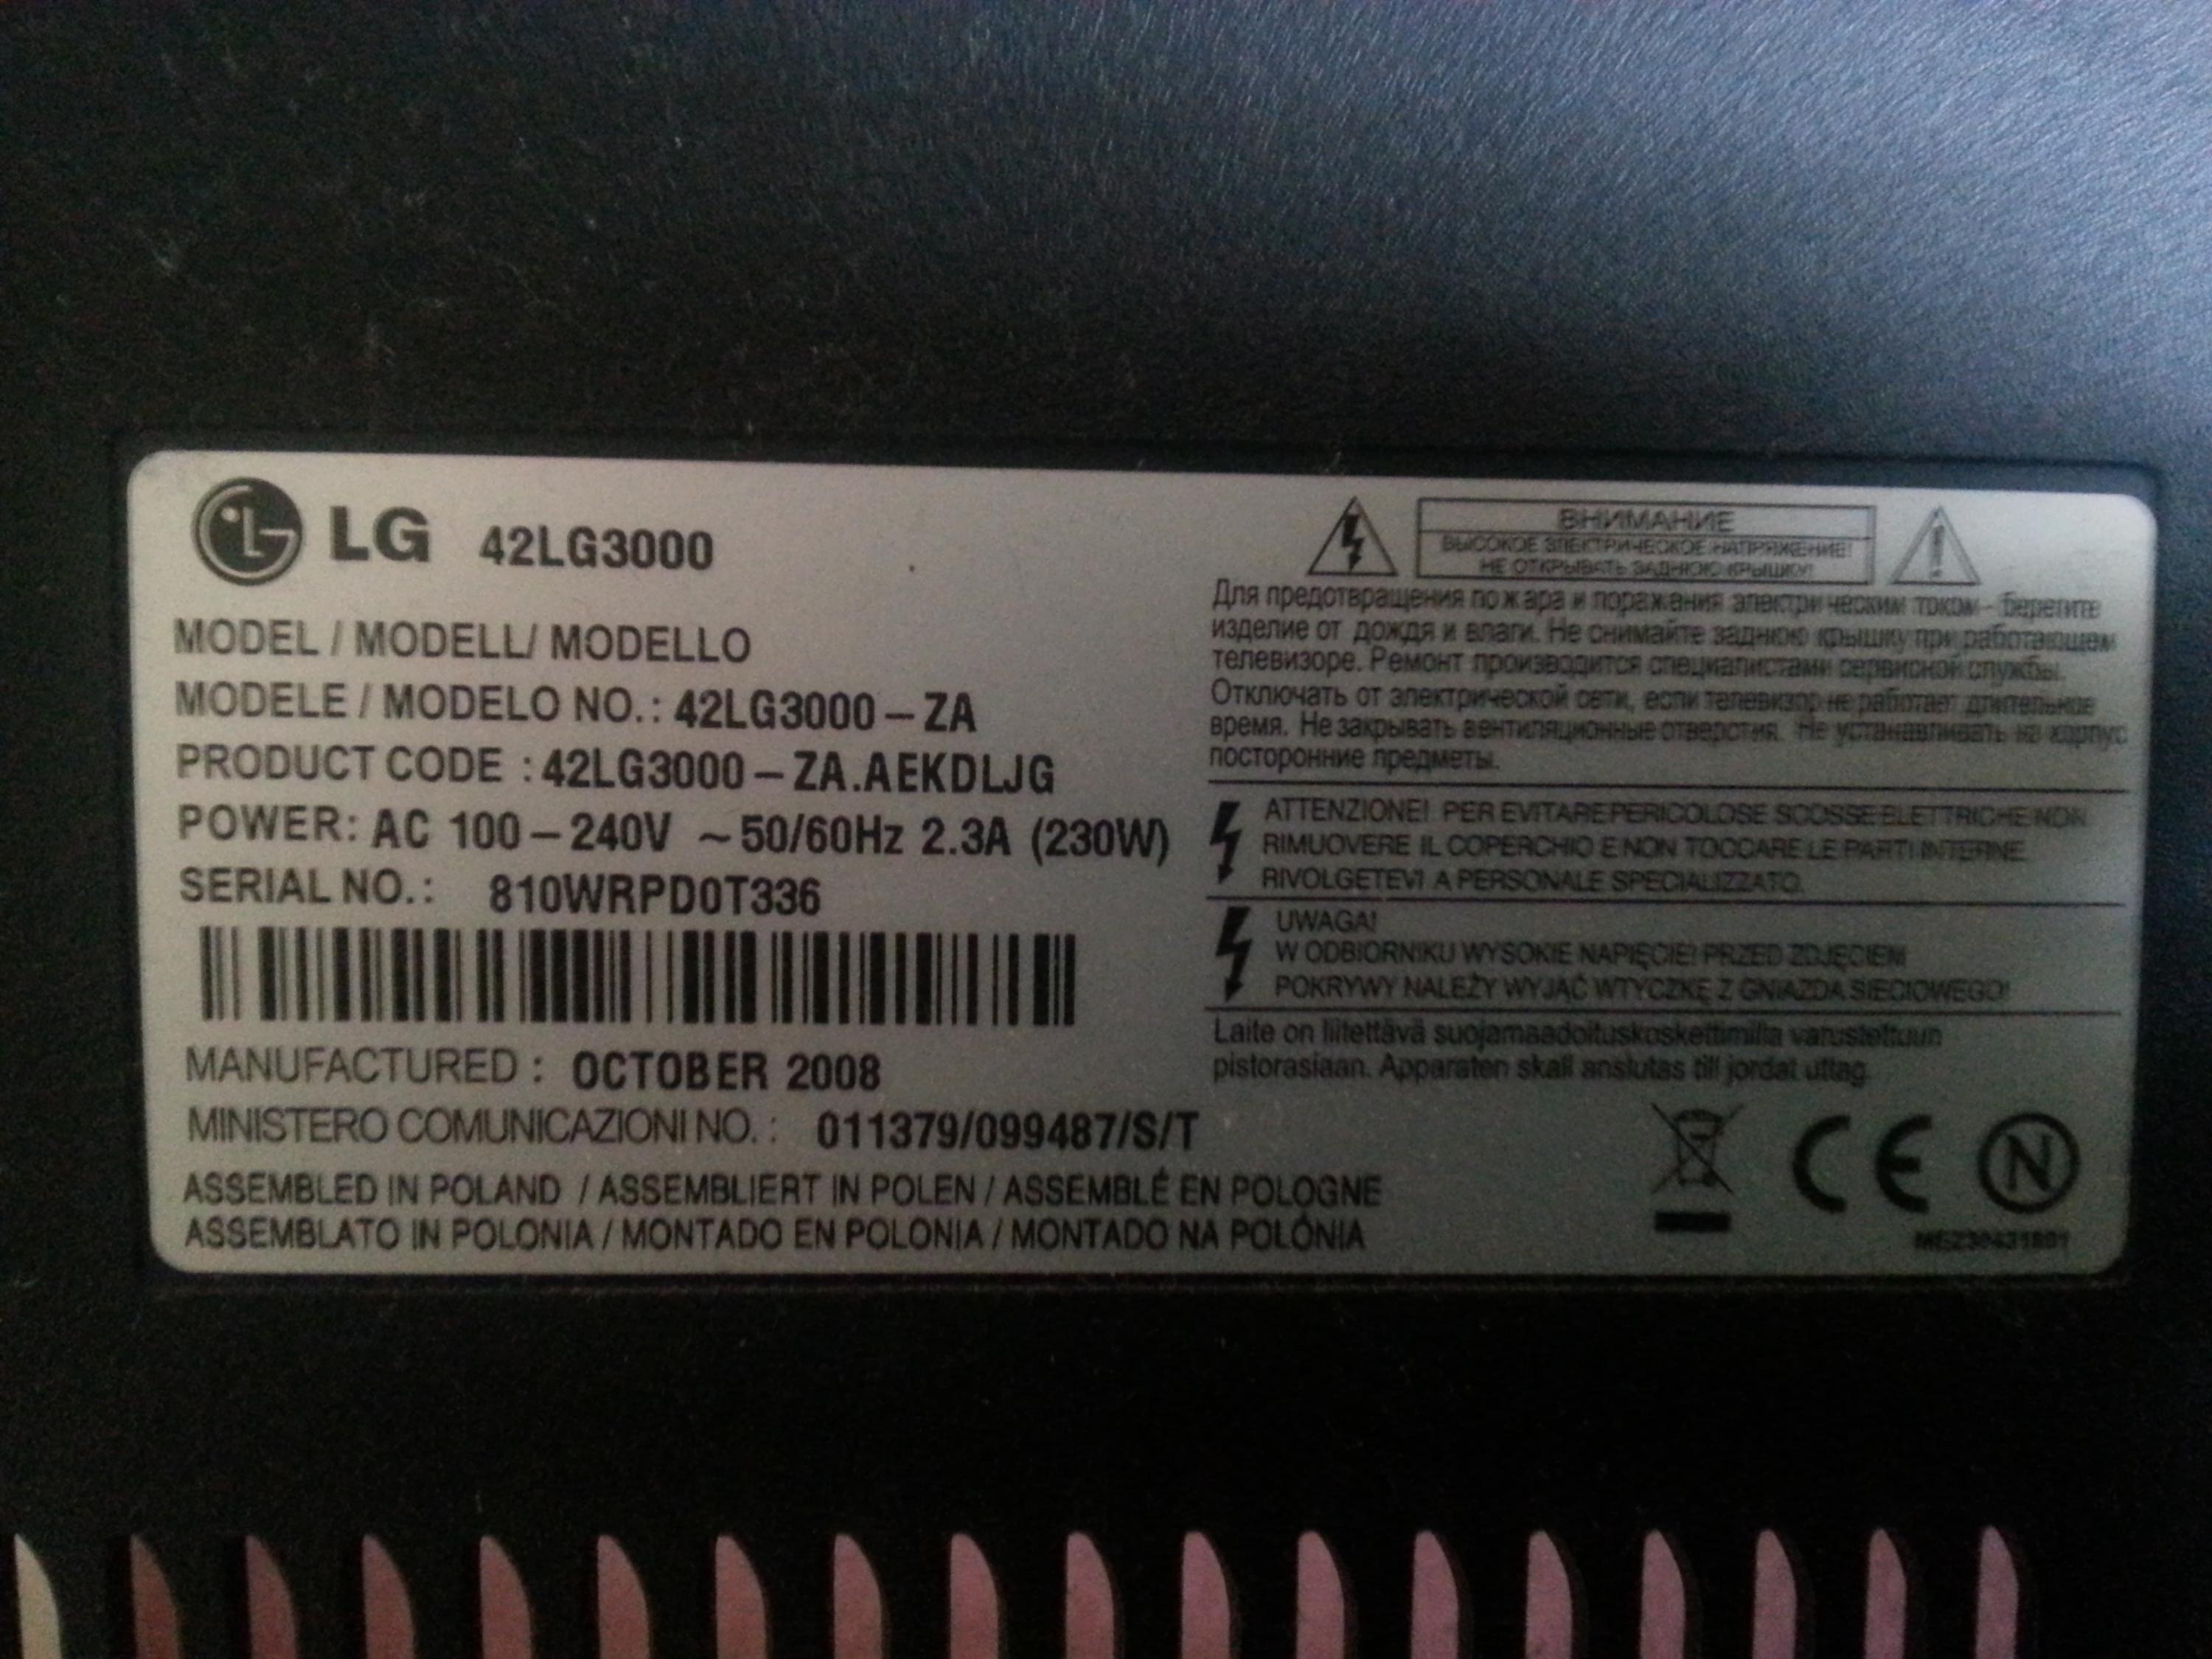 LG 42LG3000
MODEL / MODELL/ MODELLO
MODELE / MODELO NO.: 42LG3000-ZA
PRODUCT CODE : 42LG3000-ZA.AEKDLJG
POWER: AC 100-240V ~50/60Hz 2.3A (230W)
SERIAL NO.: 810WRPD0T336
MANUFACTURED : OCTOBER 2008
MINISTERO COMUNICAZIONI NO.: 011379/099487/S/T
ASSEMBLED IN POLAND / ASSEMBLIERT IN POLEN / ASSEMBLÉ EN POLOGNE
ASSEMBLATO IN POLONIA / MONTADO EN POLONIA / MONTADO NA POLÓNIA
ВНИМАНИЕ
ВЫСОКОЕ ЭЛЕКТРИЧЕСКОЕ НАПРЯЖЕНИЕ!
НЕ ОТКРЫВАТЬ ЗАДНЮЮ КРЫШКУ!
Для предотвращения пожара и поражения электрическим током - берегите
изделие от дождя и влаги. Не снимайте заднюю крышку при работающем
телевизоре. Ремонт производится специалистами сервисной службы.
Отключать от электрической сети, если телевизор не работает длительное
время. Не закрывать вентиляционные отверстия. Не устанавливать на корпус
посторонние предметы.
ATTENZIONE! PER EVITARE PERICOLOSE SCOSSE ELETTRICHE NON
RIMUOVERE IL COPERCHIO E NON TOCCARE LE PARTI INTERNE.
RIVOLGETEVI A PERSONALE SPECIALIZZATO.
UWAGA!
W ODBIORNIKU WYSOKIE NAPIĘCIE! PRZED ZDJĘCIEM
POKRYWY NALEŻY WYJĄĆ WTYCZKĘ Z GNIAZDA SIECIOWEGO!
Laite on liitettävä suojamaadoituskoskettimilla varustettuun
pistorasiaan. Apparaten skall anslutas till jordat uttag.
CE N